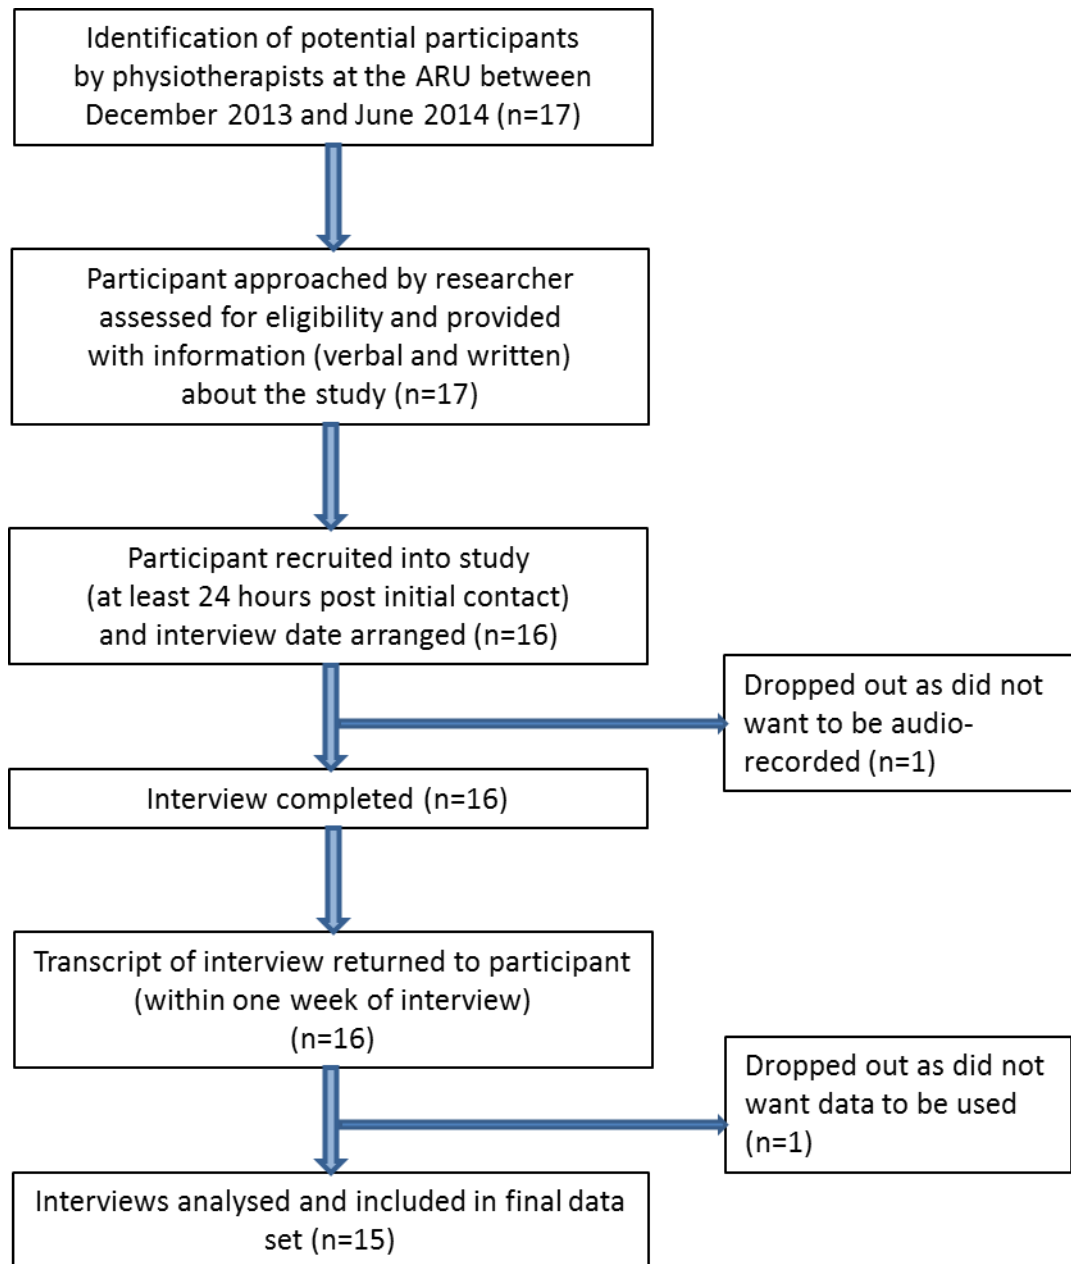 Identification of potential participants
by physiotherapists at the ARU between
December 2013 and June 2014 (n=17)
Participant approached by researcher
assessed for eligibility and provided
with information (verbal and written)
about the study (n=17)
Participant recruited into study
(at least 24 hours post initial contact)
and interview date arranged (n=16)
Dropped out as did not
want to be audio-
recorded (n=1)
Interview completed (n=16)
Transcript of interview returned to participant
(within one week of interview)
(n=16)
Dropped out as did not
want data to be used
(n=1)
Interviews analysed and included in final data
set (n=15)